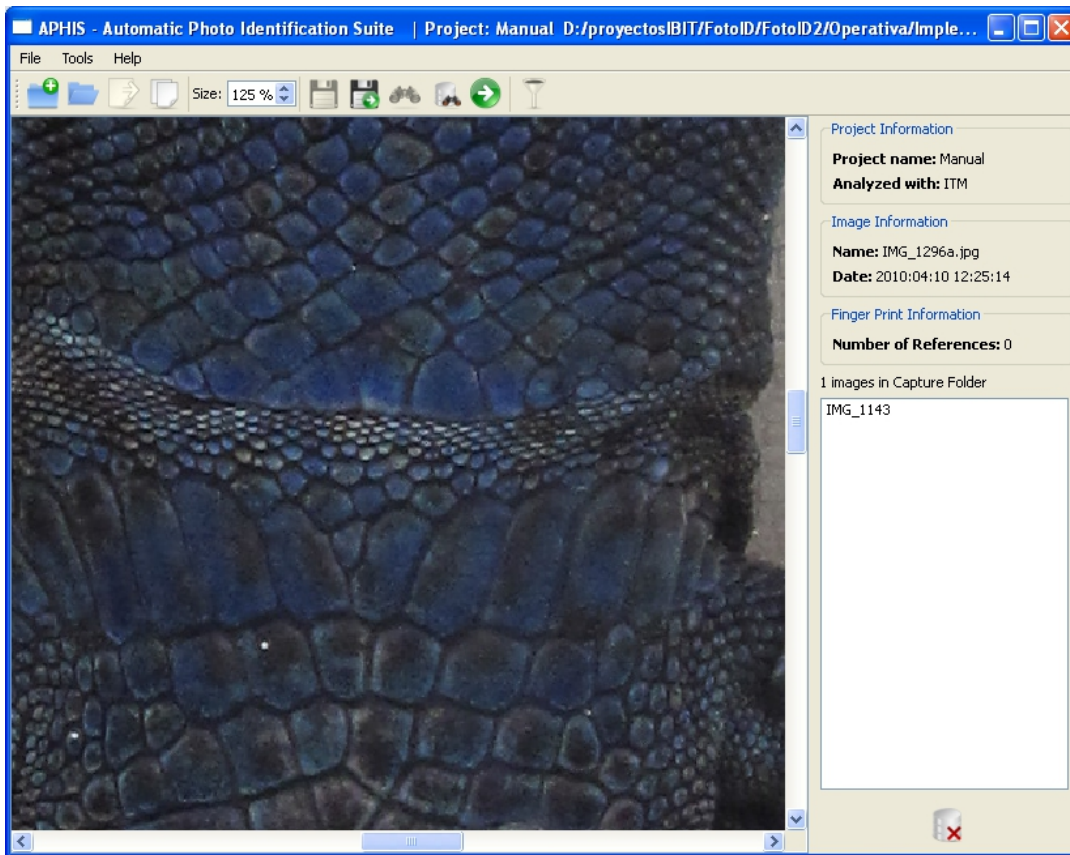 APHIS - Automatic Photo Identification Suite | Project: Manual D:/proyectosIBIT/FotoID/FotoID2/Operativa/Imple...
File Tools Help
Size: 125 %
Project Information
Project name: Manual
Analyzed with: ITM
Image Information
Name: IMG_1296a.jpg
Date: 2010:04:10 12:25:14
Finger Print Information
Number of References: 0
1 images in Capture Folder
IMG_1143